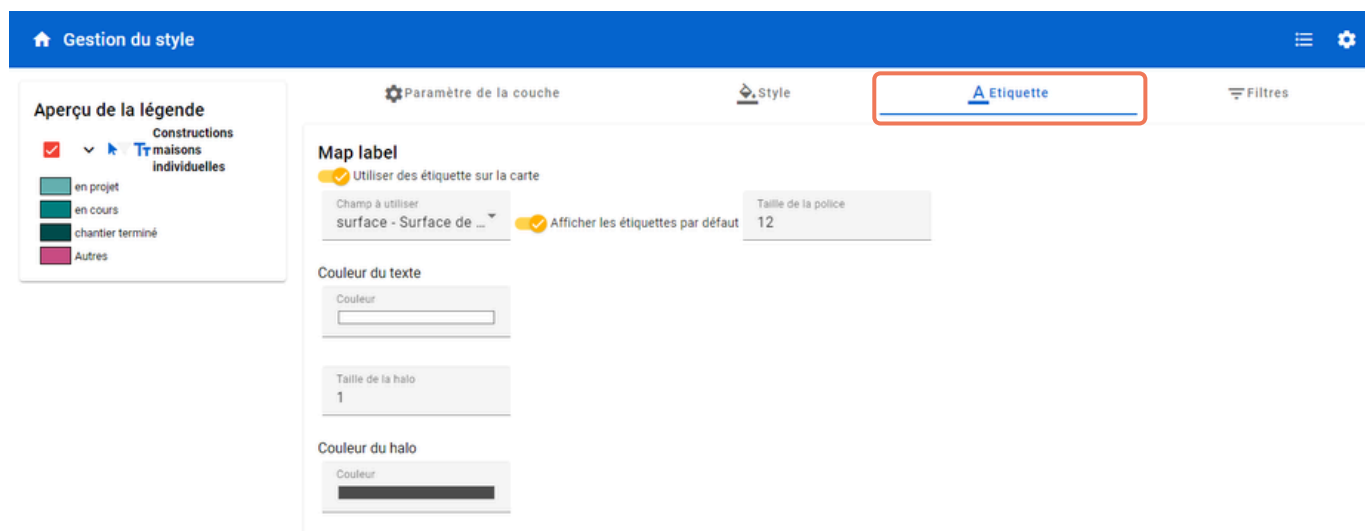 Gestion du style
Paramètre de la couche
Style
A Etiquette
Filtres
Aperçu de la légende
Constructions
maisons
individuelles
en projet
en cours
chantier terminé
Autres
Map label
Utiliser des étiquette sur la carte
Champ à utiliser
surface - Surface de ...
Afficher les étiquettes par défaut
Taille de la police
12
Couleur du texte
Couleur
Taille de la halo
1
Couleur du halo
Couleur